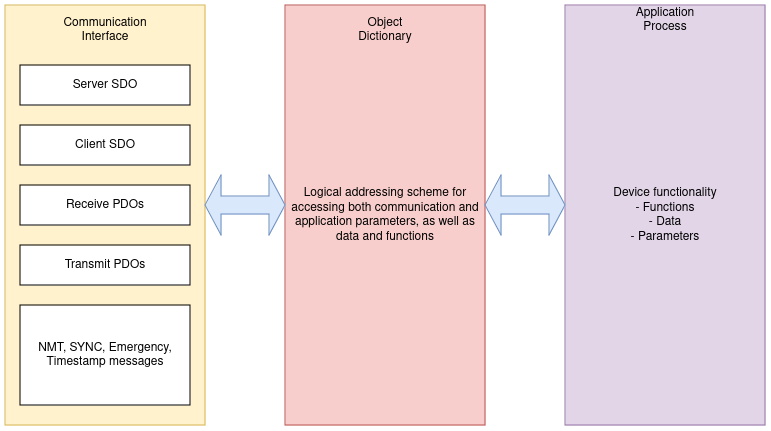 Communication
Interface
Server SDO
Client SDO
Receive PDOs
Transmit PDOs
NMT, SYNC, Emergency,
Timestamp messages
Object
Dictionary
Logical addressing scheme for
accessing both communication and
application parameters, as well as
data and functions
Application
Process
Device functionality
- Functions
- Data
- Parameters